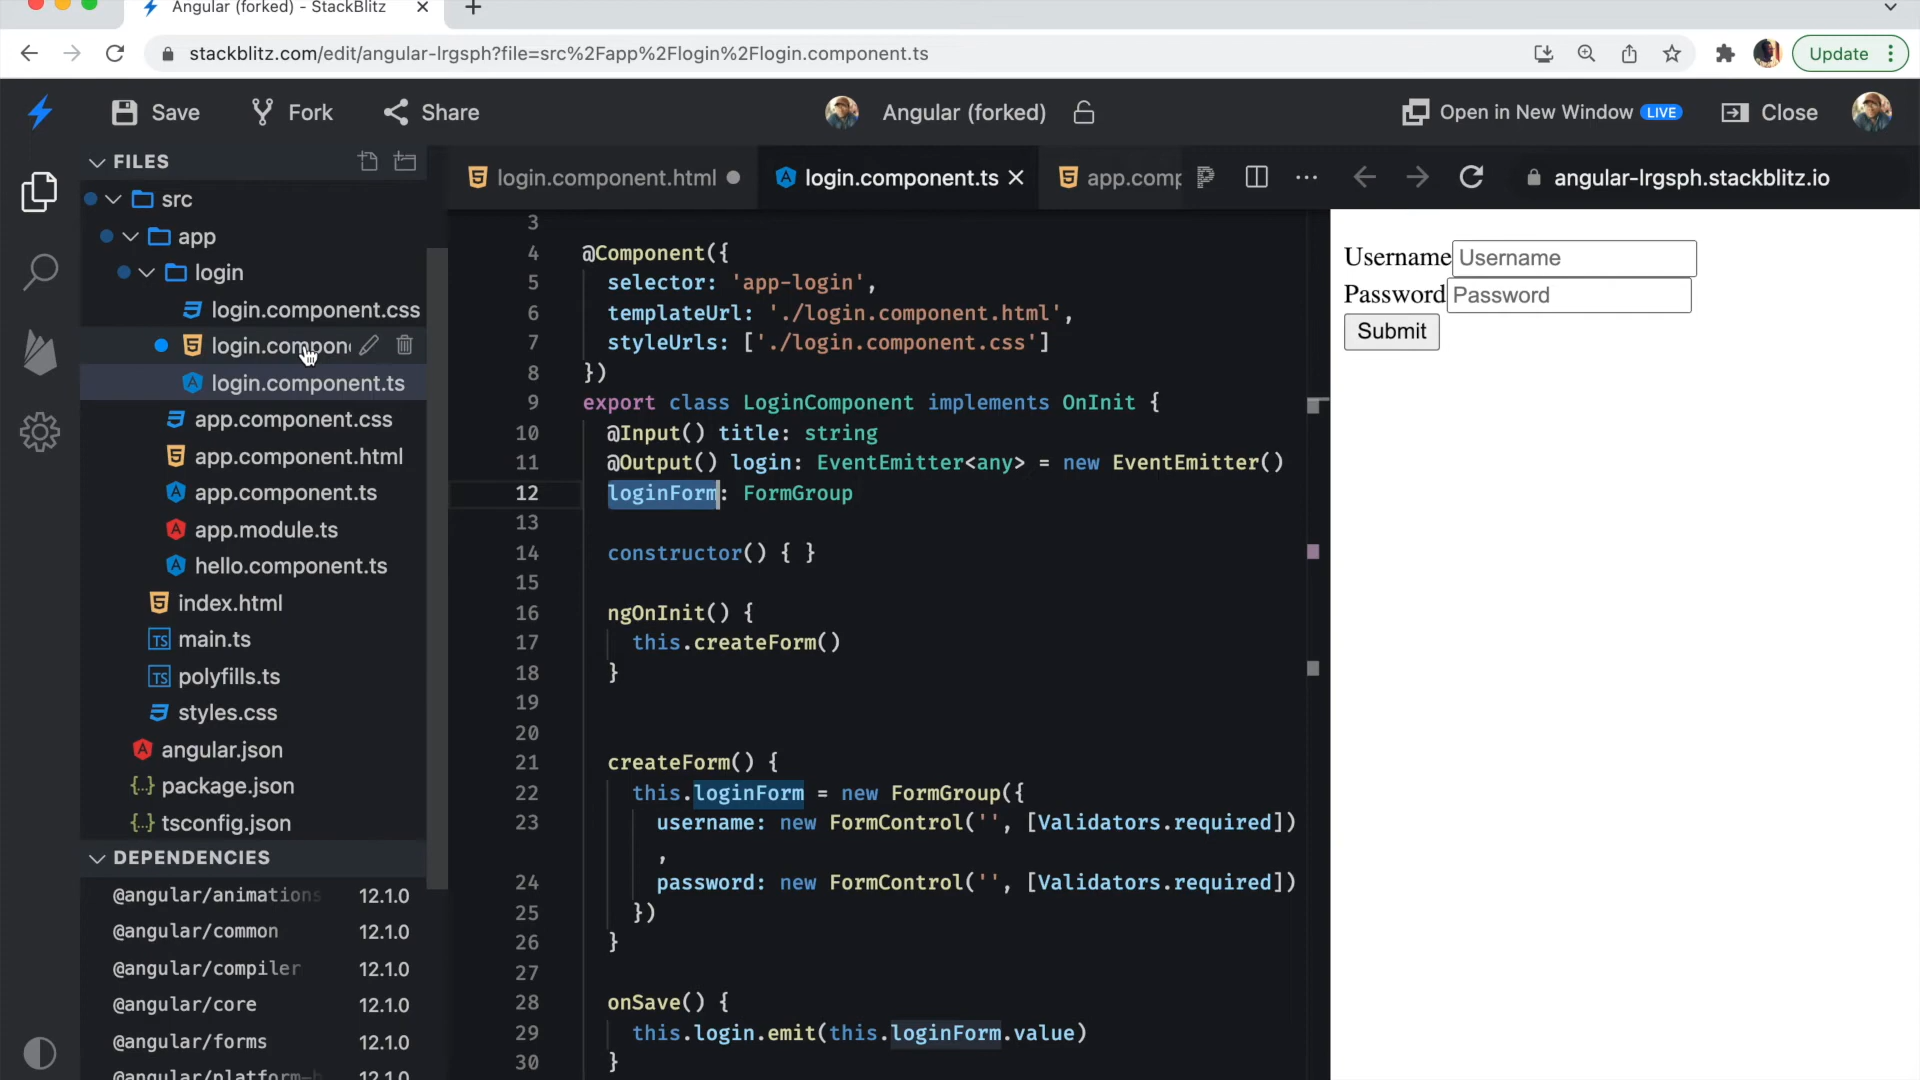 Angular (forked) - StackBlitz
stackblitz.com/edit/angular-lrgsph?file=src%2Fapp%2Flogin%2Flogin.component.ts
Update
Save
Fork
Share
Angular (forked)
Open in New Window LIVE
Close
FILES
src
app
login
login.component.css
login.compon
login.component.ts
app.component.css
app.component.html
app.component.ts
app.module.ts
hello.component.ts
index.html
main.ts
polyfills.ts
styles.css
angular.json
package.json
tsconfig.json
DEPENDENCIES
@angular/animations 12.1.0
@angular/common 12.1.0
@angular/compiler 12.1.0
@angular/core 12.1.0
@angular/forms 12.1.0
@angular/platform-b 12.1.0
login.component.html
login.component.ts
app.comp
angular-lrgsph.stackblitz.io
3
4 @Component({
5 selector: 'app-login',
6 templateUrl: './login.component.html',
7 styleUrls: ['./login.component.css']
8 })
9 export class LoginComponent implements OnInit {
10 @Input() title: string
11 @Output() login: EventEmitter<any> = new EventEmitter()
12 loginForm: FormGroup
13
14 constructor() { }
15
16 ngOnInit() {
17 this.createForm()
18 }
19
20
21 createForm() {
22 this.loginForm = new FormGroup({
23 username: new FormControl('', [Validators.required])
,
24 password: new FormControl('', [Validators.required])
25 })
26 }
27
28 onSave() {
29 this.login.emit(this.loginForm.value)
30 }
Username Username
Password Password
Submit